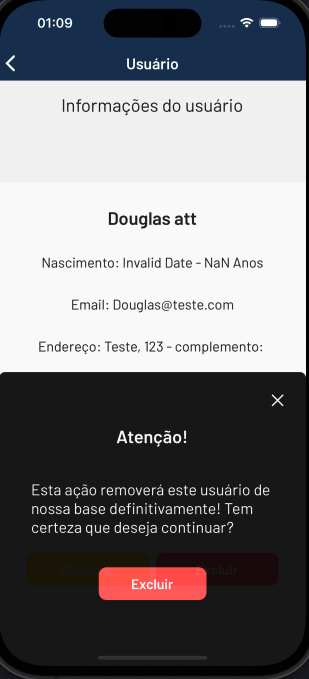 01:09
Usuário
Informações do usuário
Douglas att
Nascimento: Invalid Date - NaN Anos
Email: Douglas@teste.com
Endereço: Teste, 123 - complemento:
Atenção!
Esta ação removerá este usuário de
nossa base definitivamente! Tem
certeza que deseja continuar?
Excluir
Excluir